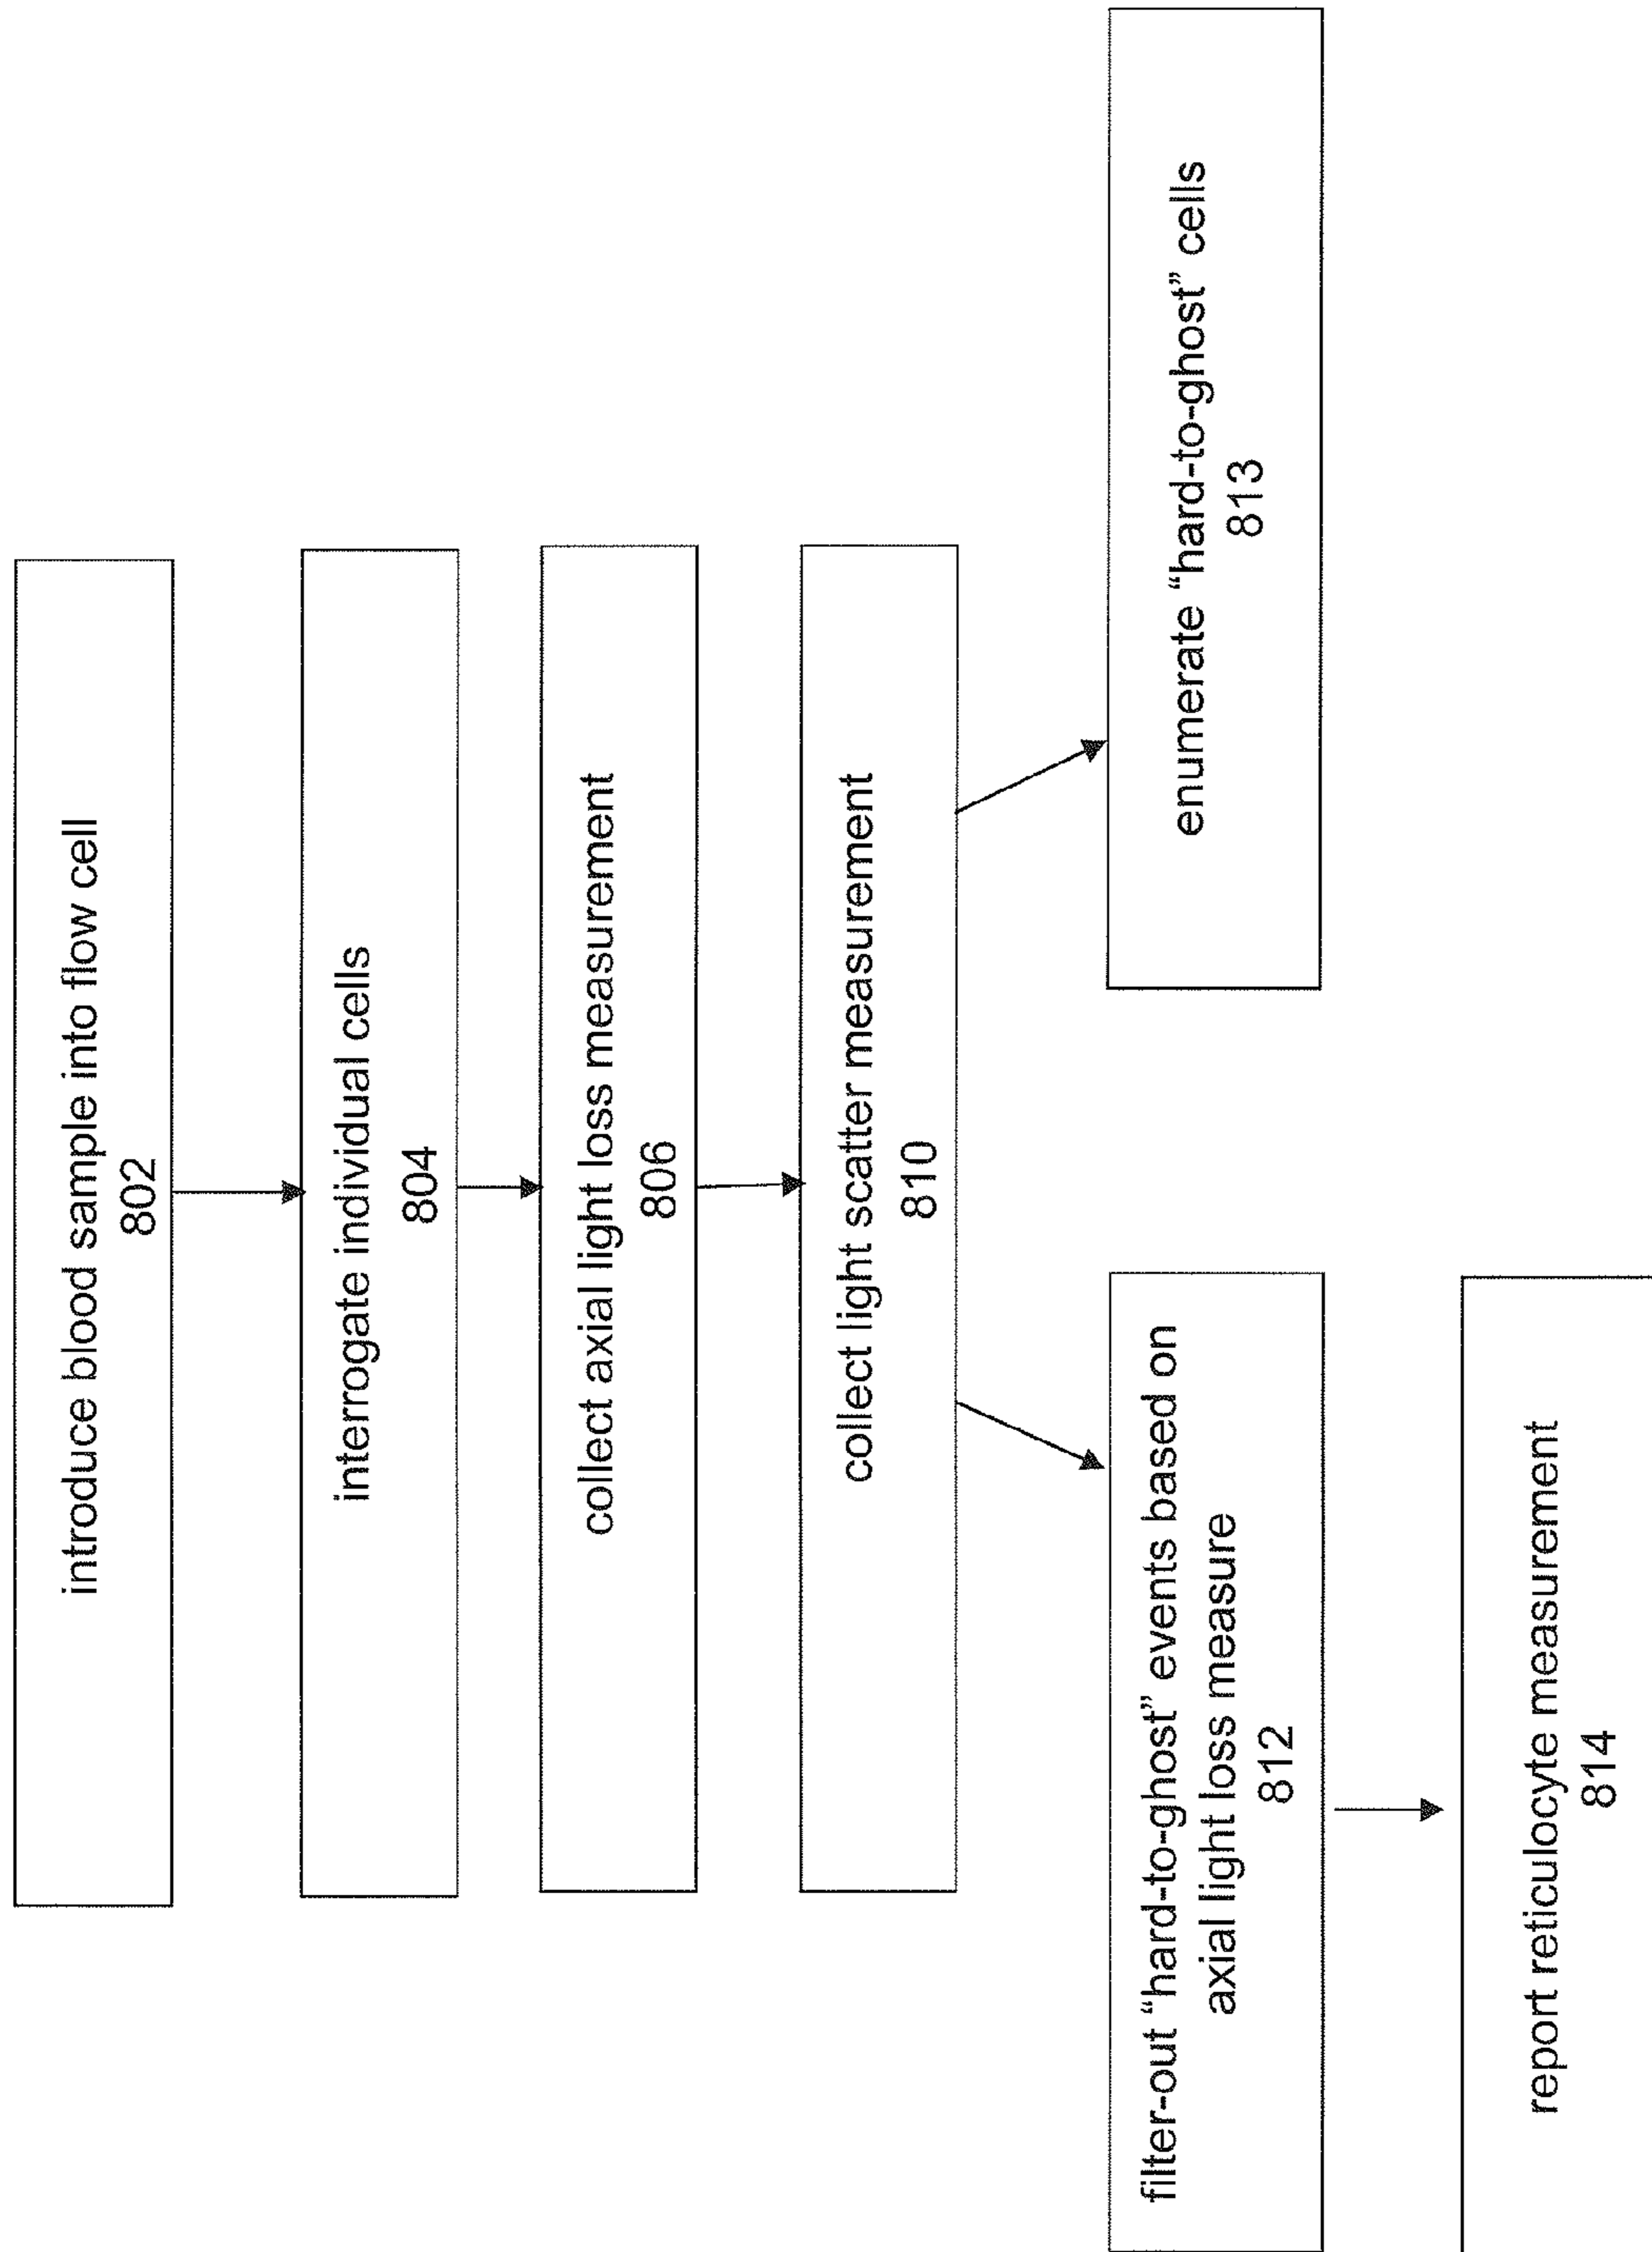 introduce blood sample into flow cell
802
interrogate individual cells
804
collect axial light loss measurement
806
collect light scatter measurement
810
filter-out “hard-to-ghost” events based on
axial light loss measure
812
enumerate “hard-to-ghost” cells
813
report reticulocyte measurement
814